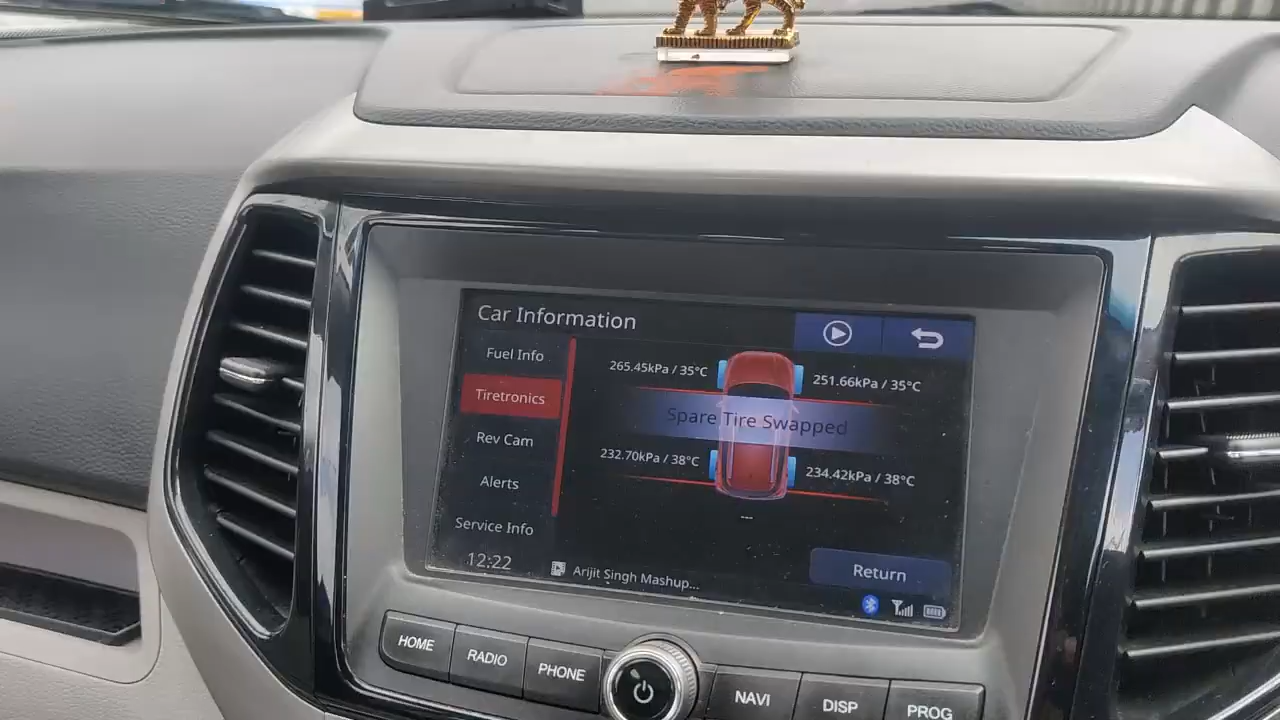 Car Information
Fuel Info
Tiretronics
Rev Cam
Alerts
Service Info
265.45kPa / 35°C
251.66kPa / 35°C
Spare Tire Swapped
232.70kPa / 38°C
234.42kPa / 38°C
---
Return
12:22
Arijit Singh Mashup...
HOME
RADIO
PHONE
NAVI
DISP
PROG